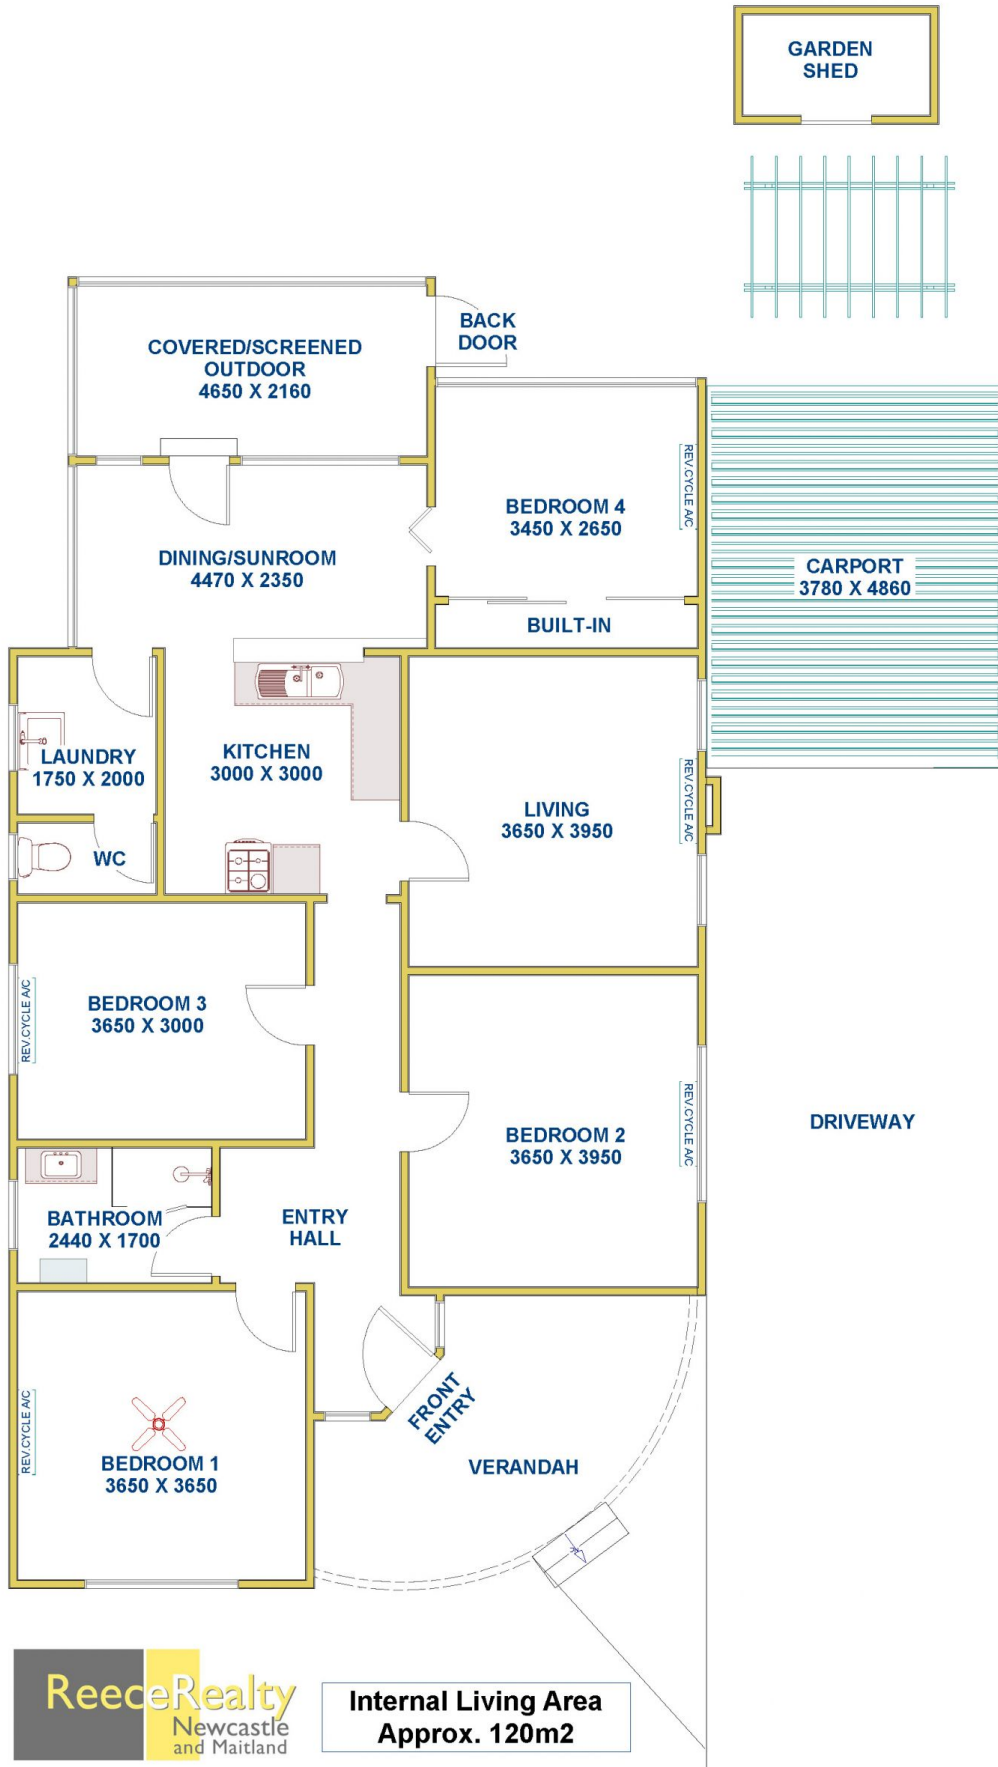 GARDEN
SHED
BACK
DOOR
COVERED/SCREENED
OUTDOOR
4650 X 2160
REV.CYCLE A/C
BEDROOM 4
3450 X 2650
DINING/SUNROOM
4470 X 2350
CARPORT
3780 X 4860
BUILT-IN
LAUNDRY
1750 X 2000
KITCHEN
3000 X 3000
LIVING
3650 X 3950
REV.CYCLE A/C
WC
BEDROOM 3
3650 X 3000
REV.CYCLE A/C
BEDROOM 2
3650 X 3950
REV.CYCLE A/C
DRIVEWAY
BATHROOM
2440 X 1700
ENTRY
HALL
FRONT
ENTRY
REV.CYCLE A/C
BEDROOM 1
3650 X 3650
VERANDAH
ReeceRealty
Newcastle
and Maitland
Internal Living Area
Approx. 120m2